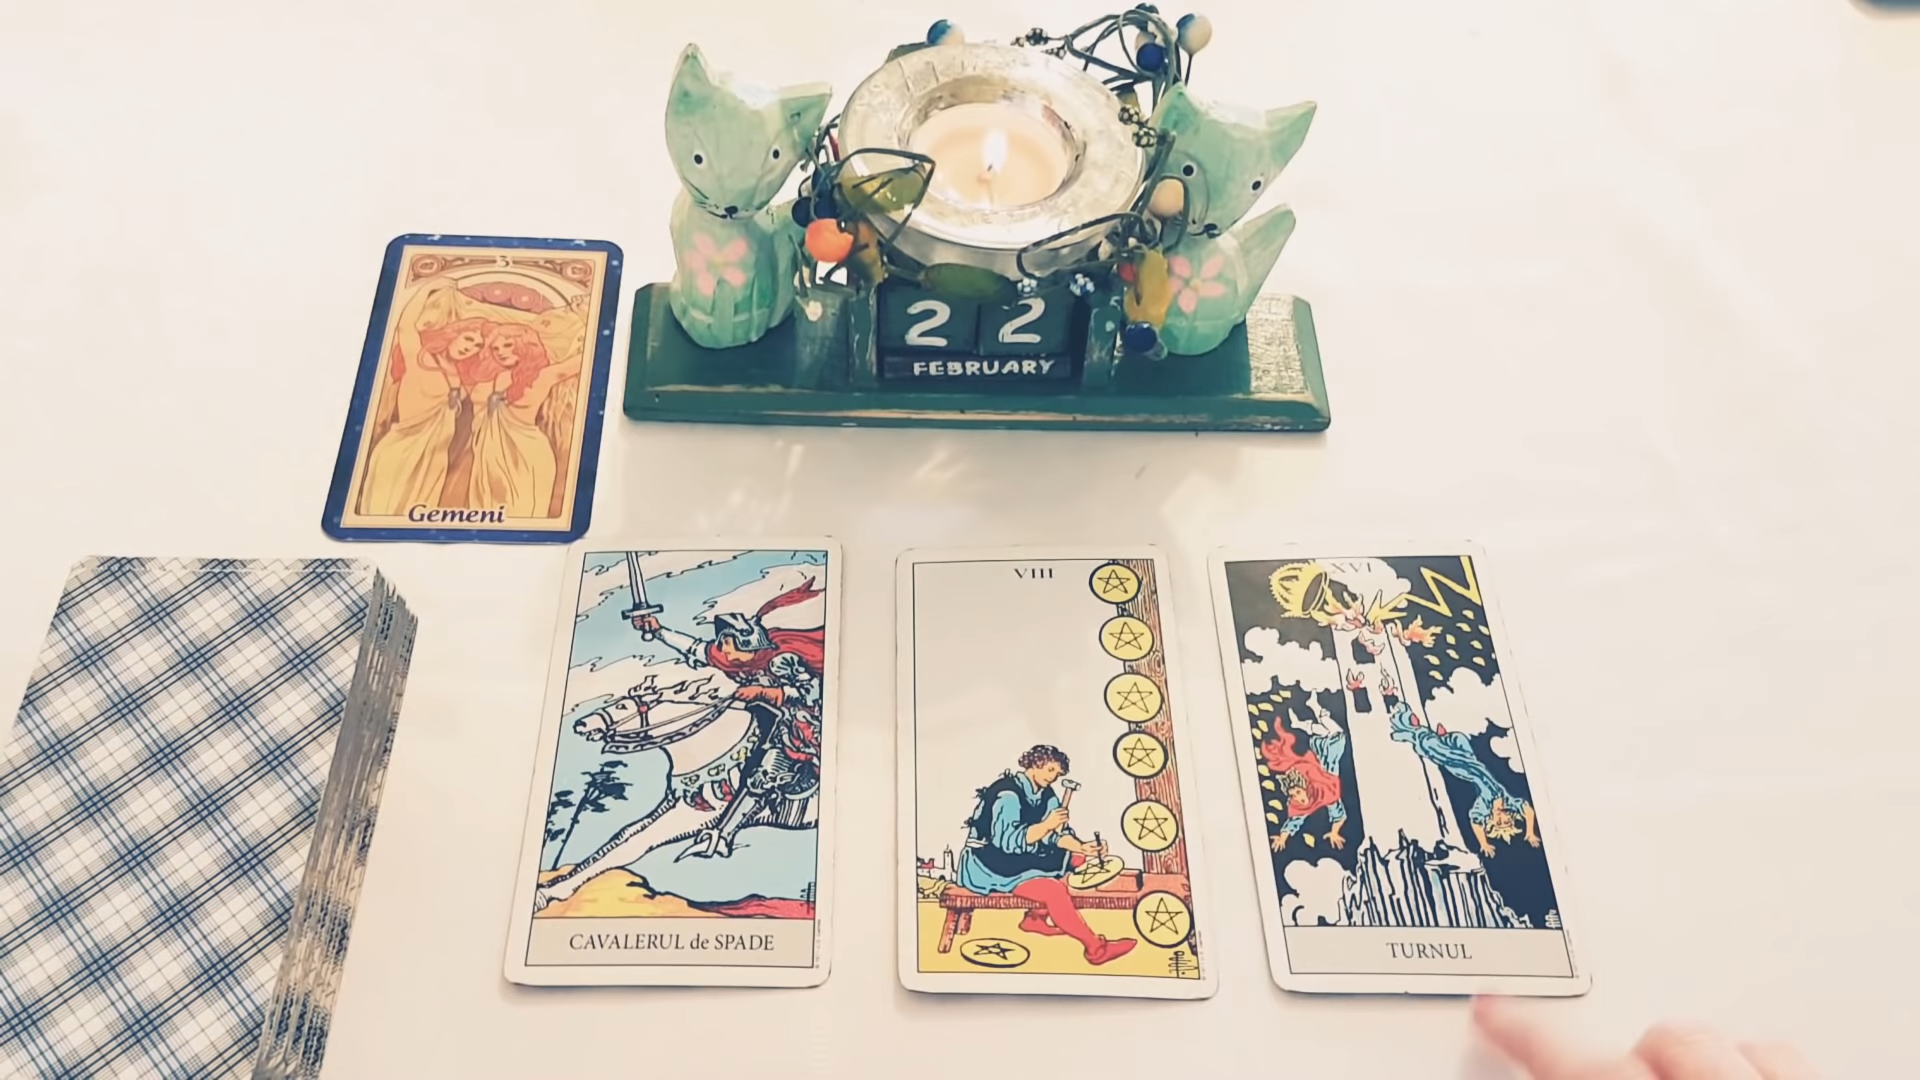 3
Gemeni
22
FEBRUARY
CAVALERUL de SPADE
VIII
XVI
TURNUL